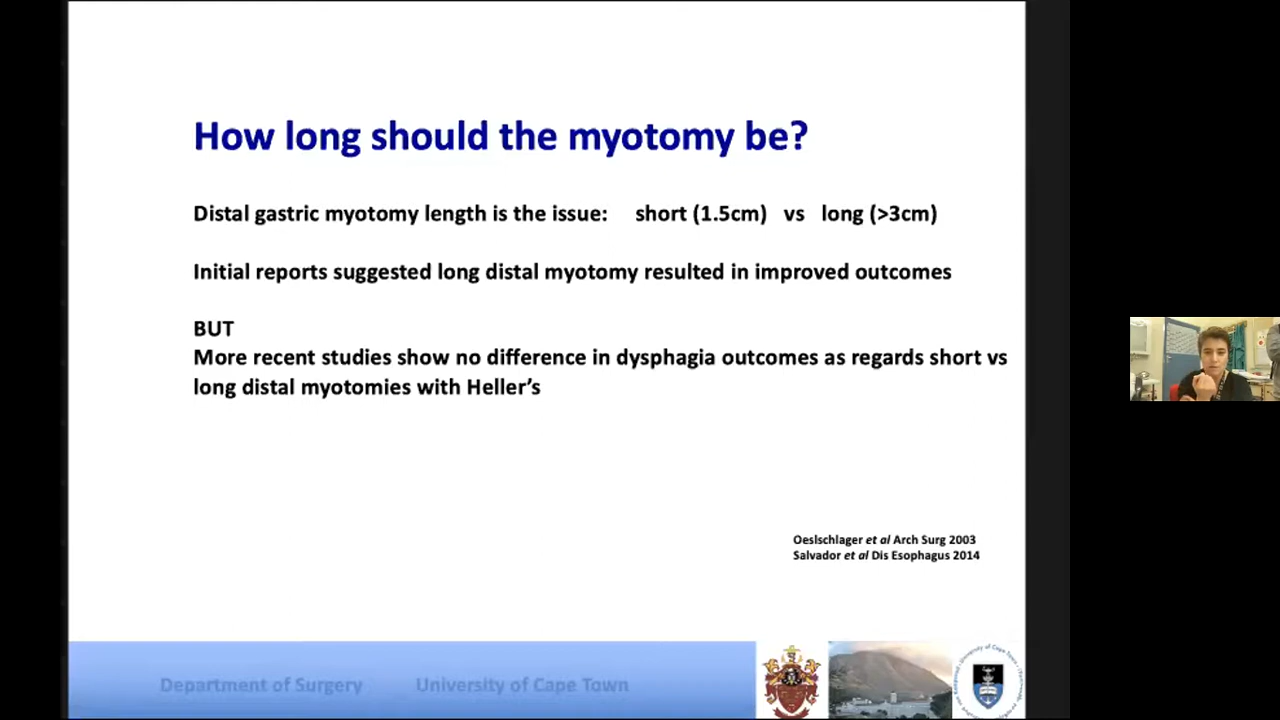 How long should the myotomy be?
Distal gastric myotomy length is the issue: short (1.5cm) vs long (>3cm)
Initial reports suggested long distal myotomy resulted in improved outcomes
BUT
More recent studies show no difference in dysphagia outcomes as regards short vs
long distal myotomies with Heller’s
Oeslschlager et al Arch Surg 2003
Salvador et al Dis Esophagus 2014
Department of Surgery University of Cape Town